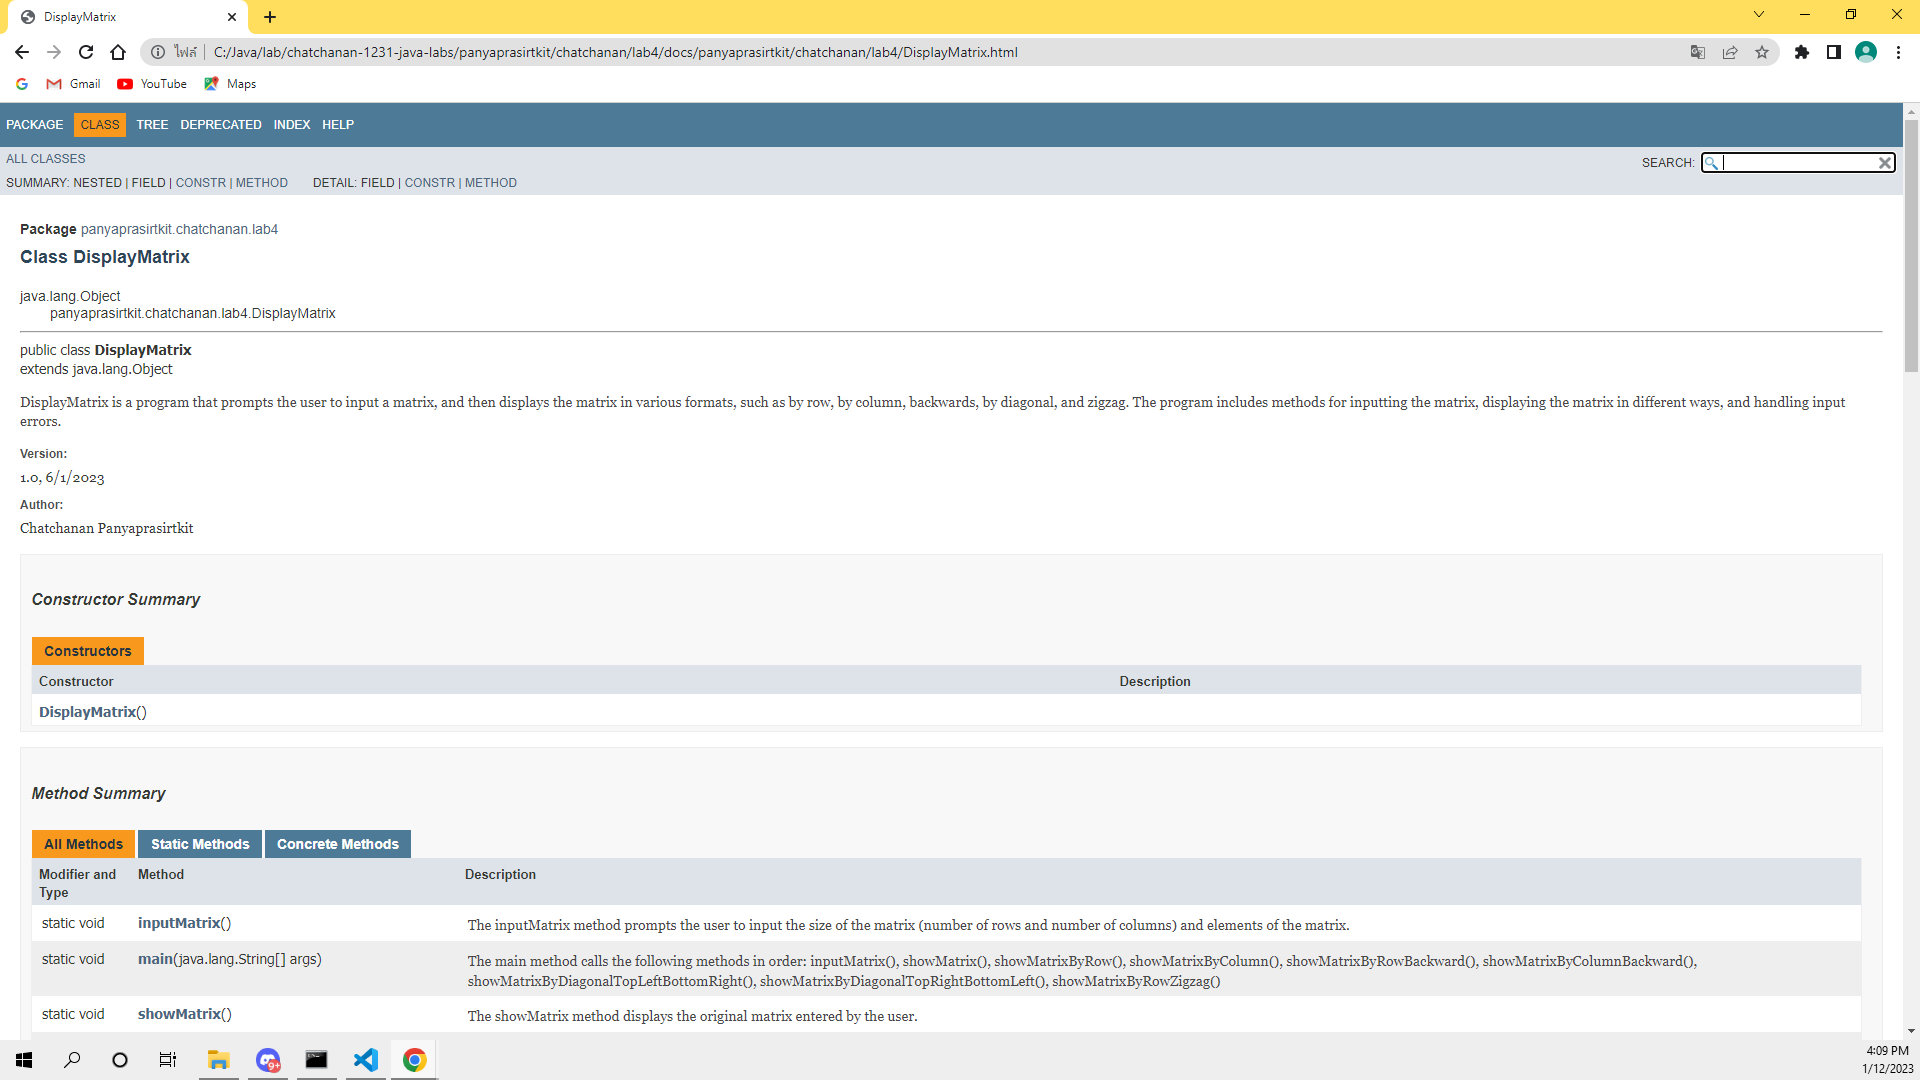 DisplayMatrix
ไฟล์ C:/Java/lab/chatchanan-1231-java-labs/panyaprasirtkit/chatchanan/lab4/docs/panyaprasirtkit/chatchanan/lab4/DisplayMatrix.html
Gmail YouTube Maps
PACKAGE CLASS TREE DEPRECATED INDEX HELP
ALL CLASSES
SEARCH:
SUMMARY: NESTED | FIELD | CONSTR | METHOD DETAIL: FIELD | CONSTR | METHOD
Package panyaprasirtkit.chatchanan.lab4
Class DisplayMatrix
java.lang.Object
panyaprasirtkit.chatchanan.lab4.DisplayMatrix
public class DisplayMatrix
extends java.lang.Object
DisplayMatrix is a program that prompts the user to input a matrix, and then displays the matrix in various formats, such as by row, by column, backwards, by diagonal, and zigzag. The program includes methods for inputting the matrix, displaying the matrix in different ways, and handling input
errors.
Version:
1.0, 6/1/2023
Author:
Chatchanan Panyaprasirtkit
Constructor Summary
Constructors
Constructor Description
DisplayMatrix()
Method Summary
All Methods Static Methods Concrete Methods
Modifier and Method Description
Type
static void inputMatrix() The inputMatrix method prompts the user to input the size of the matrix (number of rows and number of columns) and elements of the matrix.
static void main(java.lang.String[] args) The main method calls the following methods in order: inputMatrix(), showMatrix(), showMatrixByRow(), showMatrixByColumn(), showMatrixByRowBackward(), showMatrixByColumnBackward(),
showMatrixByDiagonalTopLeftBottomRight(), showMatrixByDiagonalTopRightBottomLeft(), showMatrixByRowZigzag()
static void showMatrix() The showMatrix method displays the original matrix entered by the user.
9+
4:09 PM
1/12/2023